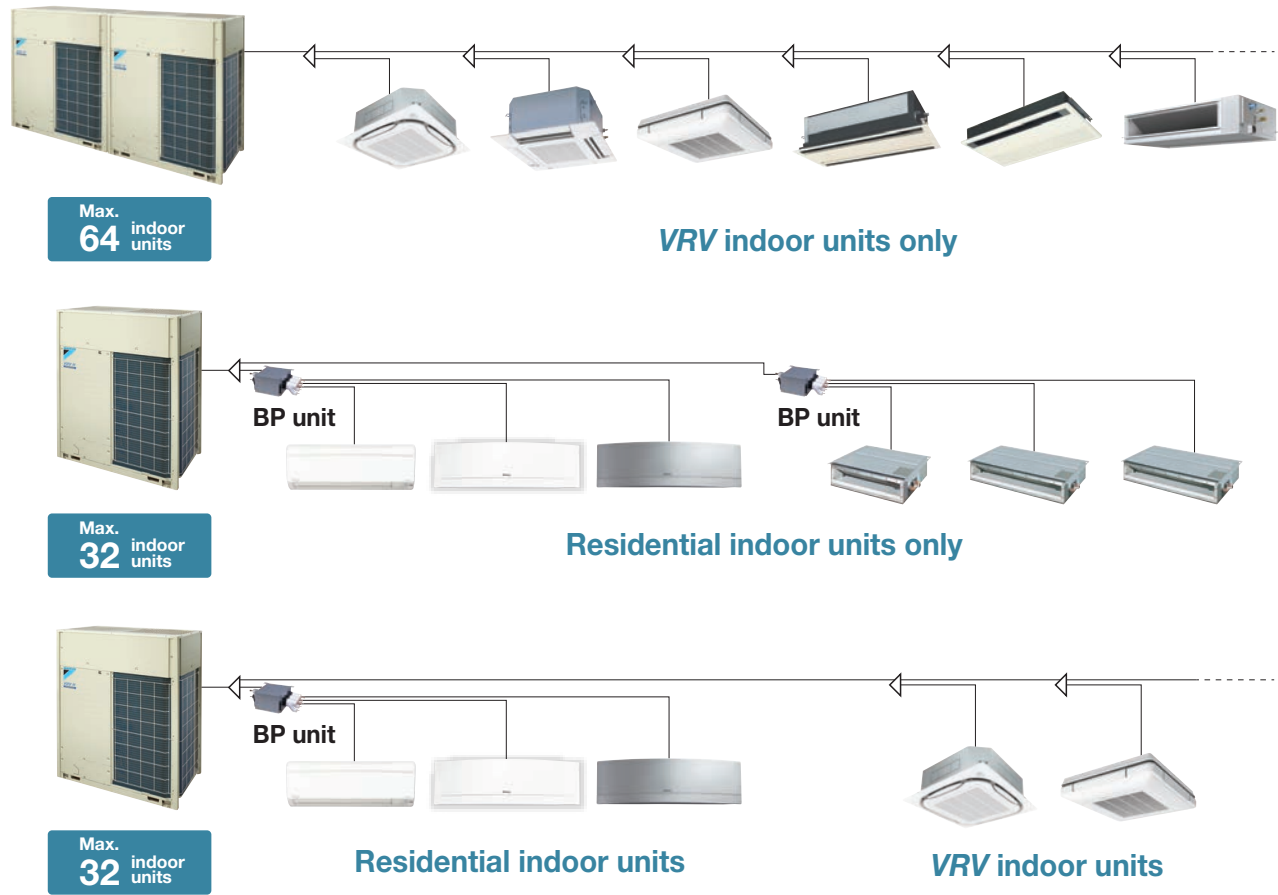 Max.
64 indoor
units
VRV indoor units only
BP unit
BP unit
Max.
32 indoor
units
Residential indoor units only
BP unit
Max.
32 indoor
units
Residential indoor units
VRV indoor units